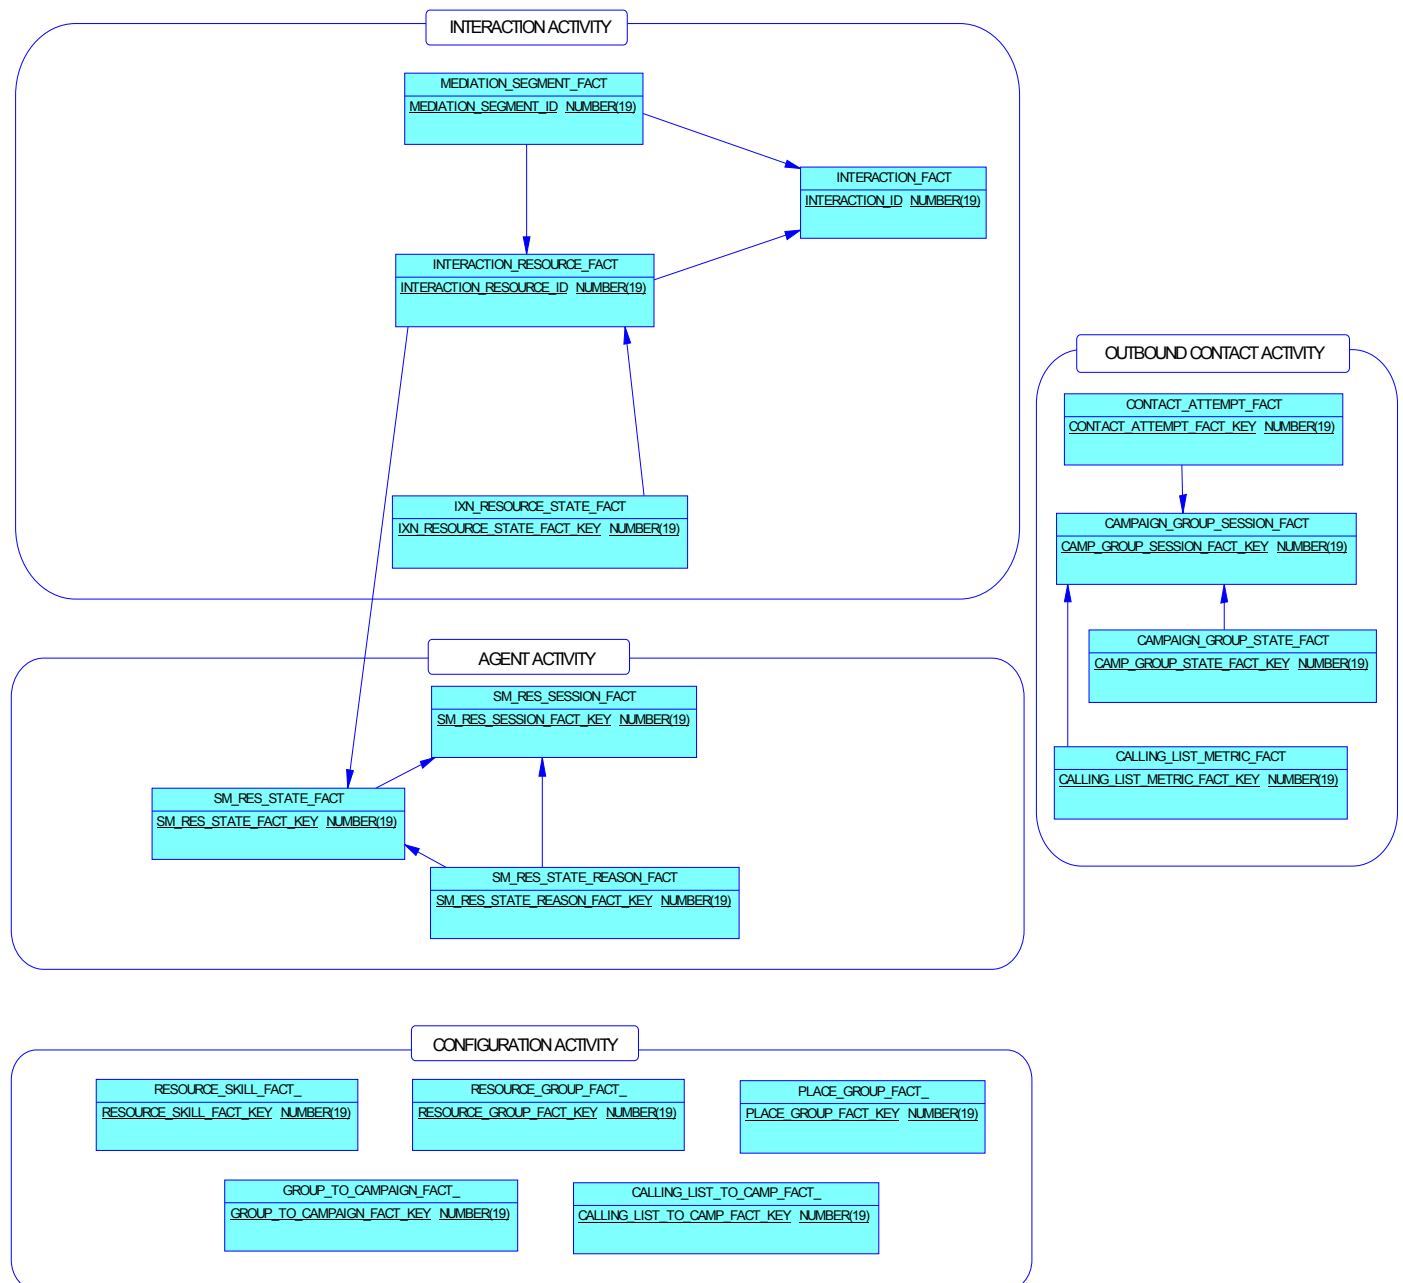 INTERACTION ACTIVITY
MEDIATION_SEGMENT_FACT
MEDIATION_SEGMENT_ID NUMBER(19)
INTERACTION_FACT
INTERACTION_ID NUMBER(19)
INTERACTION_RESOURCE_FACT
INTERACTION_RESOURCE_ID NUMBER(19)
IXN_RESOURCE_STATE_FACT
IXN_RESOURCE_STATE_FACT_KEY NUMBER(19)
OUTBOUND CONTACT ACTIVITY
CONTACT_ATTEMPT_FACT
CONTACT_ATTEMPT_FACT_KEY NUMBER(19)
CAMPAIGN_GROUP_SESSION_FACT
CAMP_GROUP_SESSION_FACT_KEY NUMBER(19)
CAMPAIGN_GROUP_STATE_FACT
CAMP_GROUP_STATE_FACT_KEY NUMBER(19)
CALLING_LIST_METRIC_FACT
CALLING_LIST_METRIC_FACT_KEY NUMBER(19)
AGENT ACTIVITY
SM_RES_SESSION_FACT
SM_RES_SESSION_FACT_KEY NUMBER(19)
SM_RES_STATE_FACT
SM_RES_STATE_FACT_KEY NUMBER(19)
SM_RES_STATE_REASON_FACT
SM_RES_STATE_REASON_FACT_KEY NUMBER(19)
CONFIGURATION ACTIVITY
RESOURCE_SKILL_FACT_
RESOURCE_SKILL_FACT_KEY NUMBER(19)
RESOURCE_GROUP_FACT_
RESOURCE_GROUP_FACT_KEY NUMBER(19)
PLACE_GROUP_FACT_
PLACE_GROUP_FACT_KEY NUMBER(19)
GROUP_TO_CAMPAIGN_FACT_
GROUP_TO_CAMPAIGN_FACT_KEY NUMBER(19)
CALLING_LIST_TO_CAMP_FACT_
CALLING_LIST_TO_CAMP_FACT_KEY NUMBER(19)